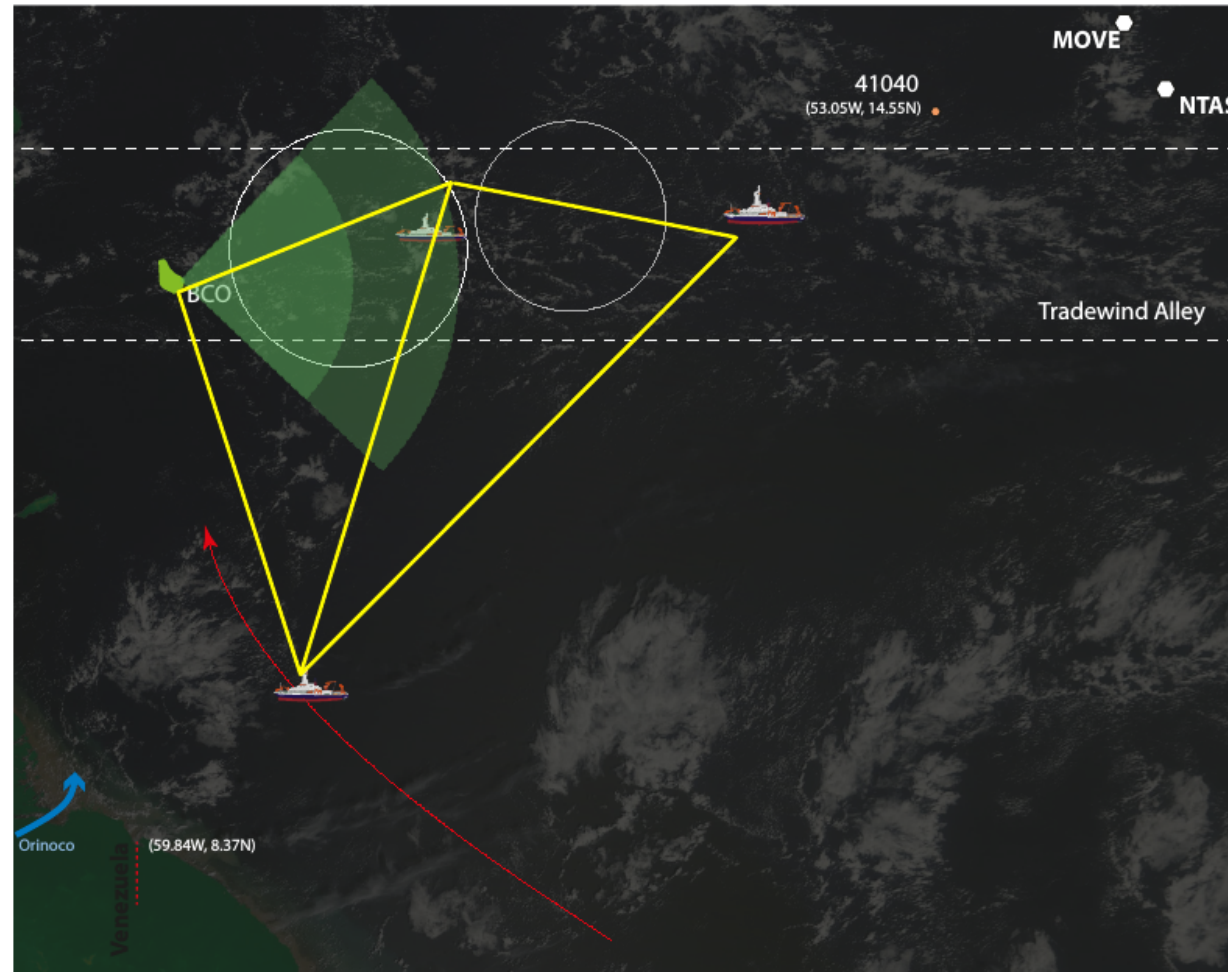 MOVE
41040
(53.05W, 14.55N)
NTAS
BCO
Tradewind Alley
Orinoco
(59.84W, 8.37N)
Venezuela